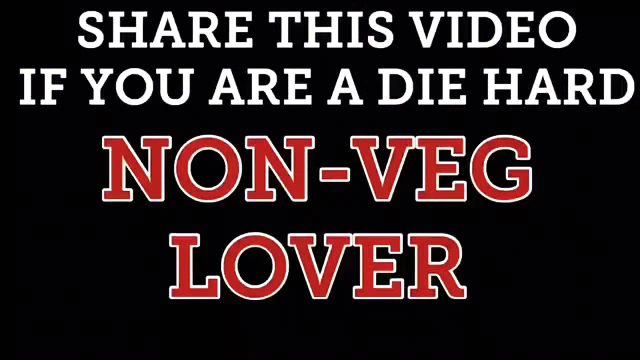 SHARE THIS VIDEO
IF YOU ARE A DIE HARD
NON-VEG
LOVER